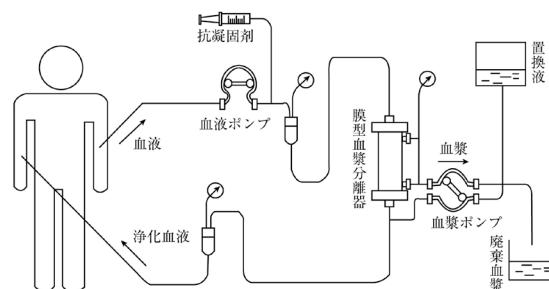 抗凝固剤
血液ポンプ
血液
浄化血液
膜型血漿分離器
置換液
血漿
血漿ポンプ
廃棄血漿